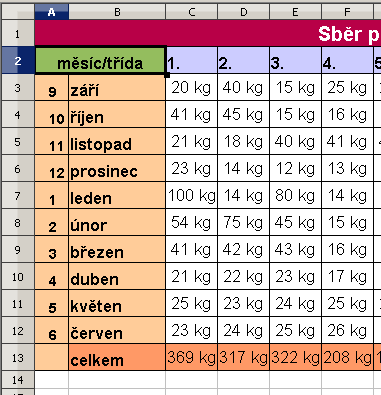 A B C D E F
1 Sběr p
2 měsíc/třída 1. 2. 3. 4. 5
3 9 září 20 kg 40 kg 15 kg 25 kg
4 10 říjen 41 kg 45 kg 15 kg 16 kg
5 11 listopad 21 kg 18 kg 40 kg 41 kg
6 12 prosinec 23 kg 14 kg 12 kg 13 kg
7 1 leden 100 kg 14 kg 80 kg 14 kg
8 2 únor 54 kg 75 kg 45 kg 15 kg
9 3 březen 41 kg 42 kg 43 kg 16 kg
10 4 duben 21 kg 22 kg 23 kg 17 kg
11 5 květen 25 kg 23 kg 24 kg 25 kg
12 6 červen 23 kg 24 kg 25 kg 26 kg
13 celkem 369 kg 317 kg 322 kg 208 kg
14